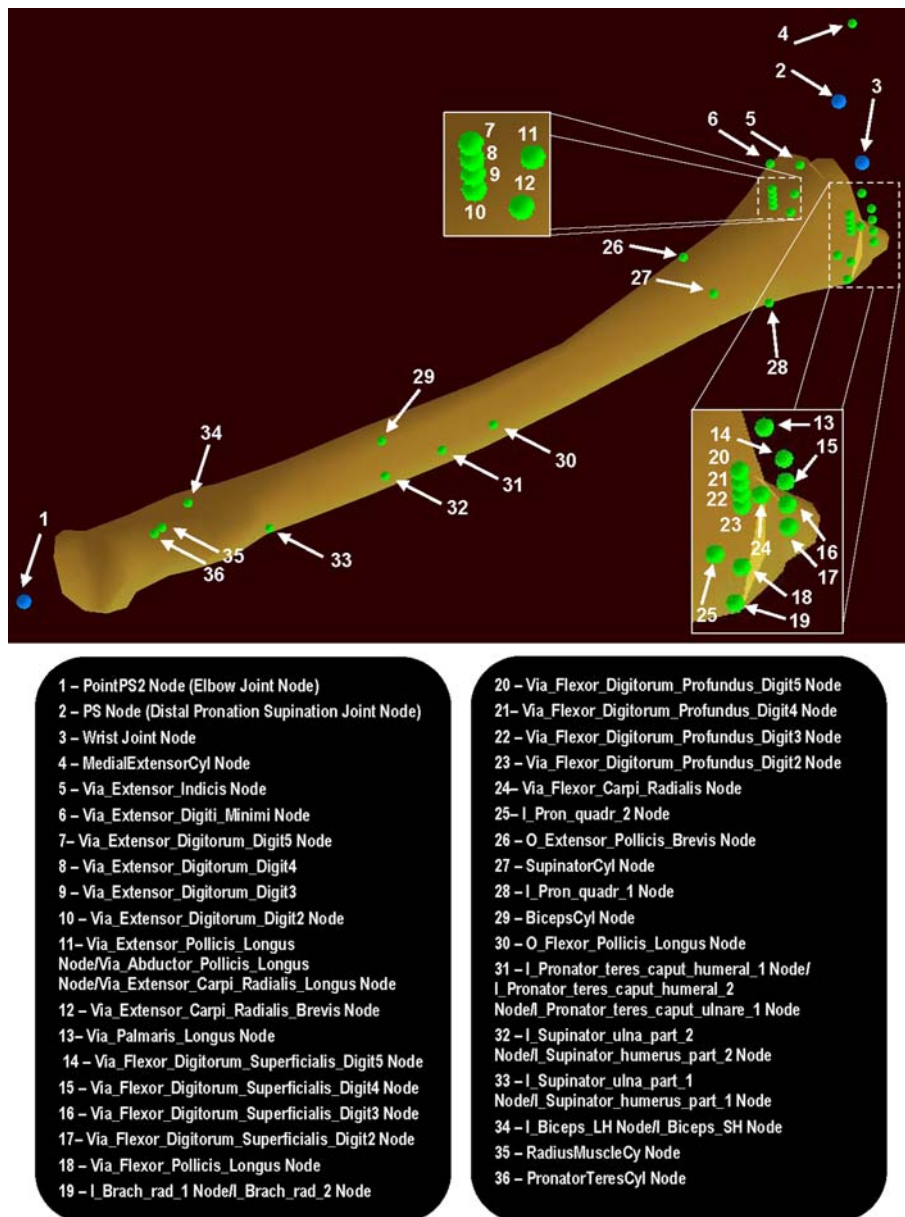 4
2
3
6
5
7
11
8
9
12
10
26
27
28
29
30
31
32
34
33
35
36
1
13
14
15
20
21
22
23
24
16
17
18
25
19
1 – PointPS2 Node (Elbow Joint Node)
2 – PS Node (Distal Pronation Supination Joint Node)
3 – Wrist Joint Node
4 – MedialExtensorCyl Node
5 – Via_Extensor_Indicis Node
6 – Via_Extensor_Digiti_Minimi Node
7– Via_Extensor_Digitorum_Digit5 Node
8 – Via_Extensor_Digitorum_Digit4
9 – Via_Extensor_Digitorum_Digit3
10 – Via_Extensor_Digitorum_Digit2 Node
11– Via_Extensor_Pollicis_Longus
Node/Via_Abductor_Pollicis_Longus
Node/Via_Extensor_Carpi_Radialis_Longus Node
12 – Via_Extensor_Carpi_Radialis_Brevis Node
13– Via_Palmaris_Longus Node
14 – Via_Flexor_Digitorum_Superficialis_Digit5 Node
15 – Via_Flexor_Digitorum_Superficialis_Digit4 Node
16 – Via_Flexor_Digitorum_Superficialis_Digit3 Node
17– Via_Flexor_Digitorum_Superficialis_Digit2 Node
18 – Via_Flexor_Pollicis_Longus Node
19 – I_Brach_rad_1 Node/I_Brach_rad_2 Node
20 – Via_Flexor_Digitorum_Profundus_Digit5 Node
21– Via_Flexor_Digitorum_Profundus_Digit4 Node
22 – Via_Flexor_Digitorum_Profundus_Digit3 Node
23 – Via_Flexor_Digitorum_Profundus_Digit2 Node
24– Via_Flexor_Carpi_Radialis Node
25– I_Pron_quadr_2 Node
26 – O_Extensor_Pollicis_Brevis Node
27 – SupinatorCyl Node
28 – I_Pron_quadr_1 Node
29 – BicepsCyl Node
30 – O_Flexor_Pollicis_Longus Node
31 – I_Pronator_teres_caput_humeral_1 Node/
I_Pronator_teres_caput_humeral_2
Node/I_Pronator_teres_caput_ulnare_1 Node
32 – I_Supinator_ulna_part_2
Node/I_Supinator_humerus_part_2 Node
33 – I_Supinator_ulna_part_1
Node/I_Supinator_humerus_part_1 Node
34 – I_Biceps_LH Node/I_Biceps_SH Node
35 – RadiusMuscleCy Node
36 – PronatorTeresCyl Node